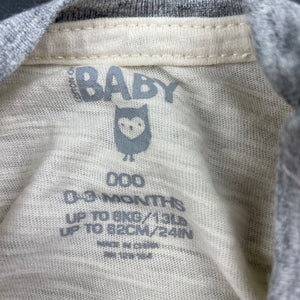 BABY
000
0-3 MONTHS
UP TO 6KG/13LB
UP TO 62CM/24IN
MADE IN CHINA